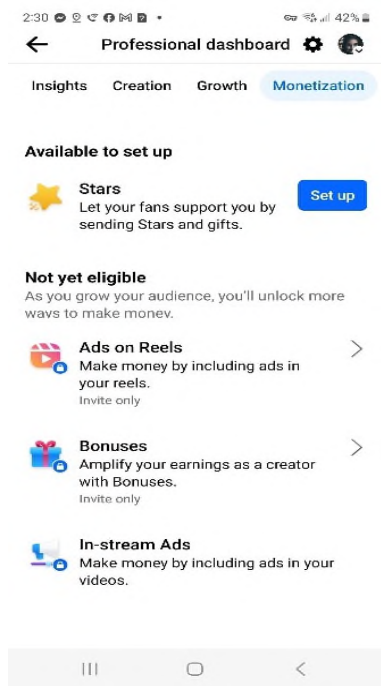 2:30
42%
Professional dashboard
Insights Creation Growth Monetization
Available to set up
Stars
Let your fans support you by
sending Stars and gifts.
Set up
Not yet eligible
As you grow your audience, you'll unlock more
ways to make money.
Ads on Reels
Make money by including ads in
your reels.
Invite only
Bonuses
Amplify your earnings as a creator
with Bonuses.
Invite only
In-stream Ads
Make money by including ads in your
videos.